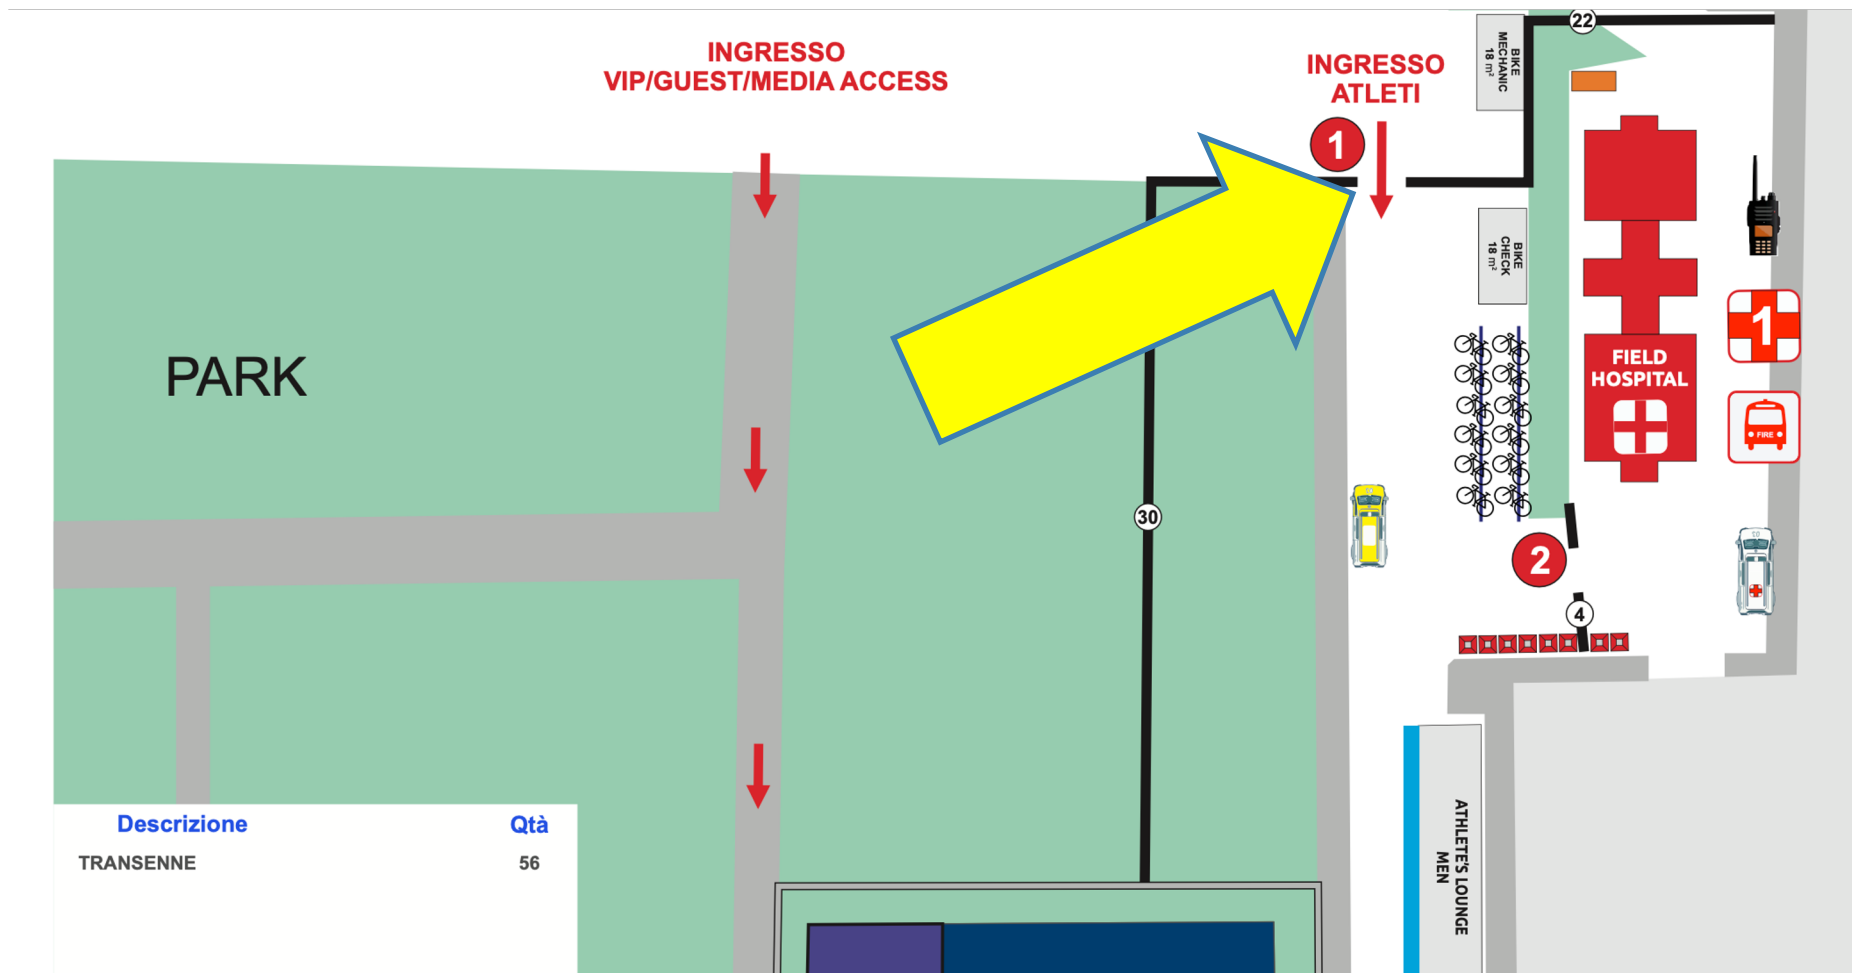 INGRESSO
VIP/GUEST/MEDIA ACCESS
INGRESSO
ATLETI
1
22
BIKE
MECHANIC
18 m²
BIKE
CHECK
18 m²
PARK
FIELD
HOSPITAL
1
FIRE
30
2
4
ATHLETE'S LOUNGE
MEN
Descrizione Qtà
TRANSENNE 56